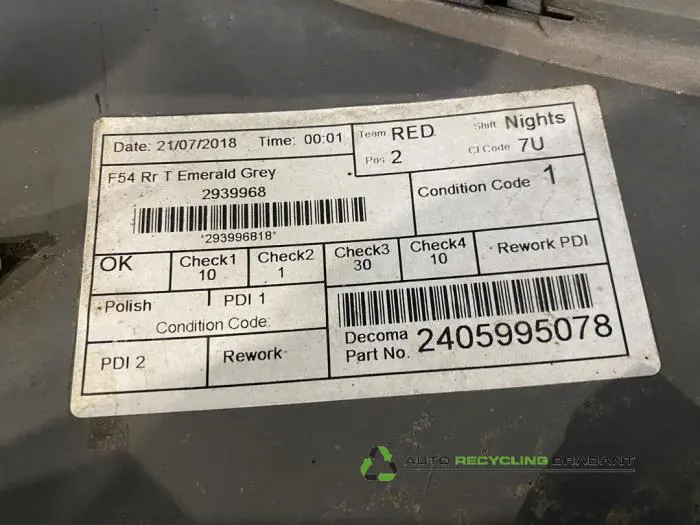 Date: 21/07/2018 Time: 00:01
Team RED Shift Nights
Pos 2 CI Code 7U
F54 Rr T Emerald Grey
2939968
*293996818*
Condition Code 1
OK Check1 10 Check2 1 Check3 30 Check4 10 Rework PDI
Polish PDI 1
Condition Code:
PDI 2 Rework
Decoma Part No. 2405995078
AUTO RECYCLING BRABANT